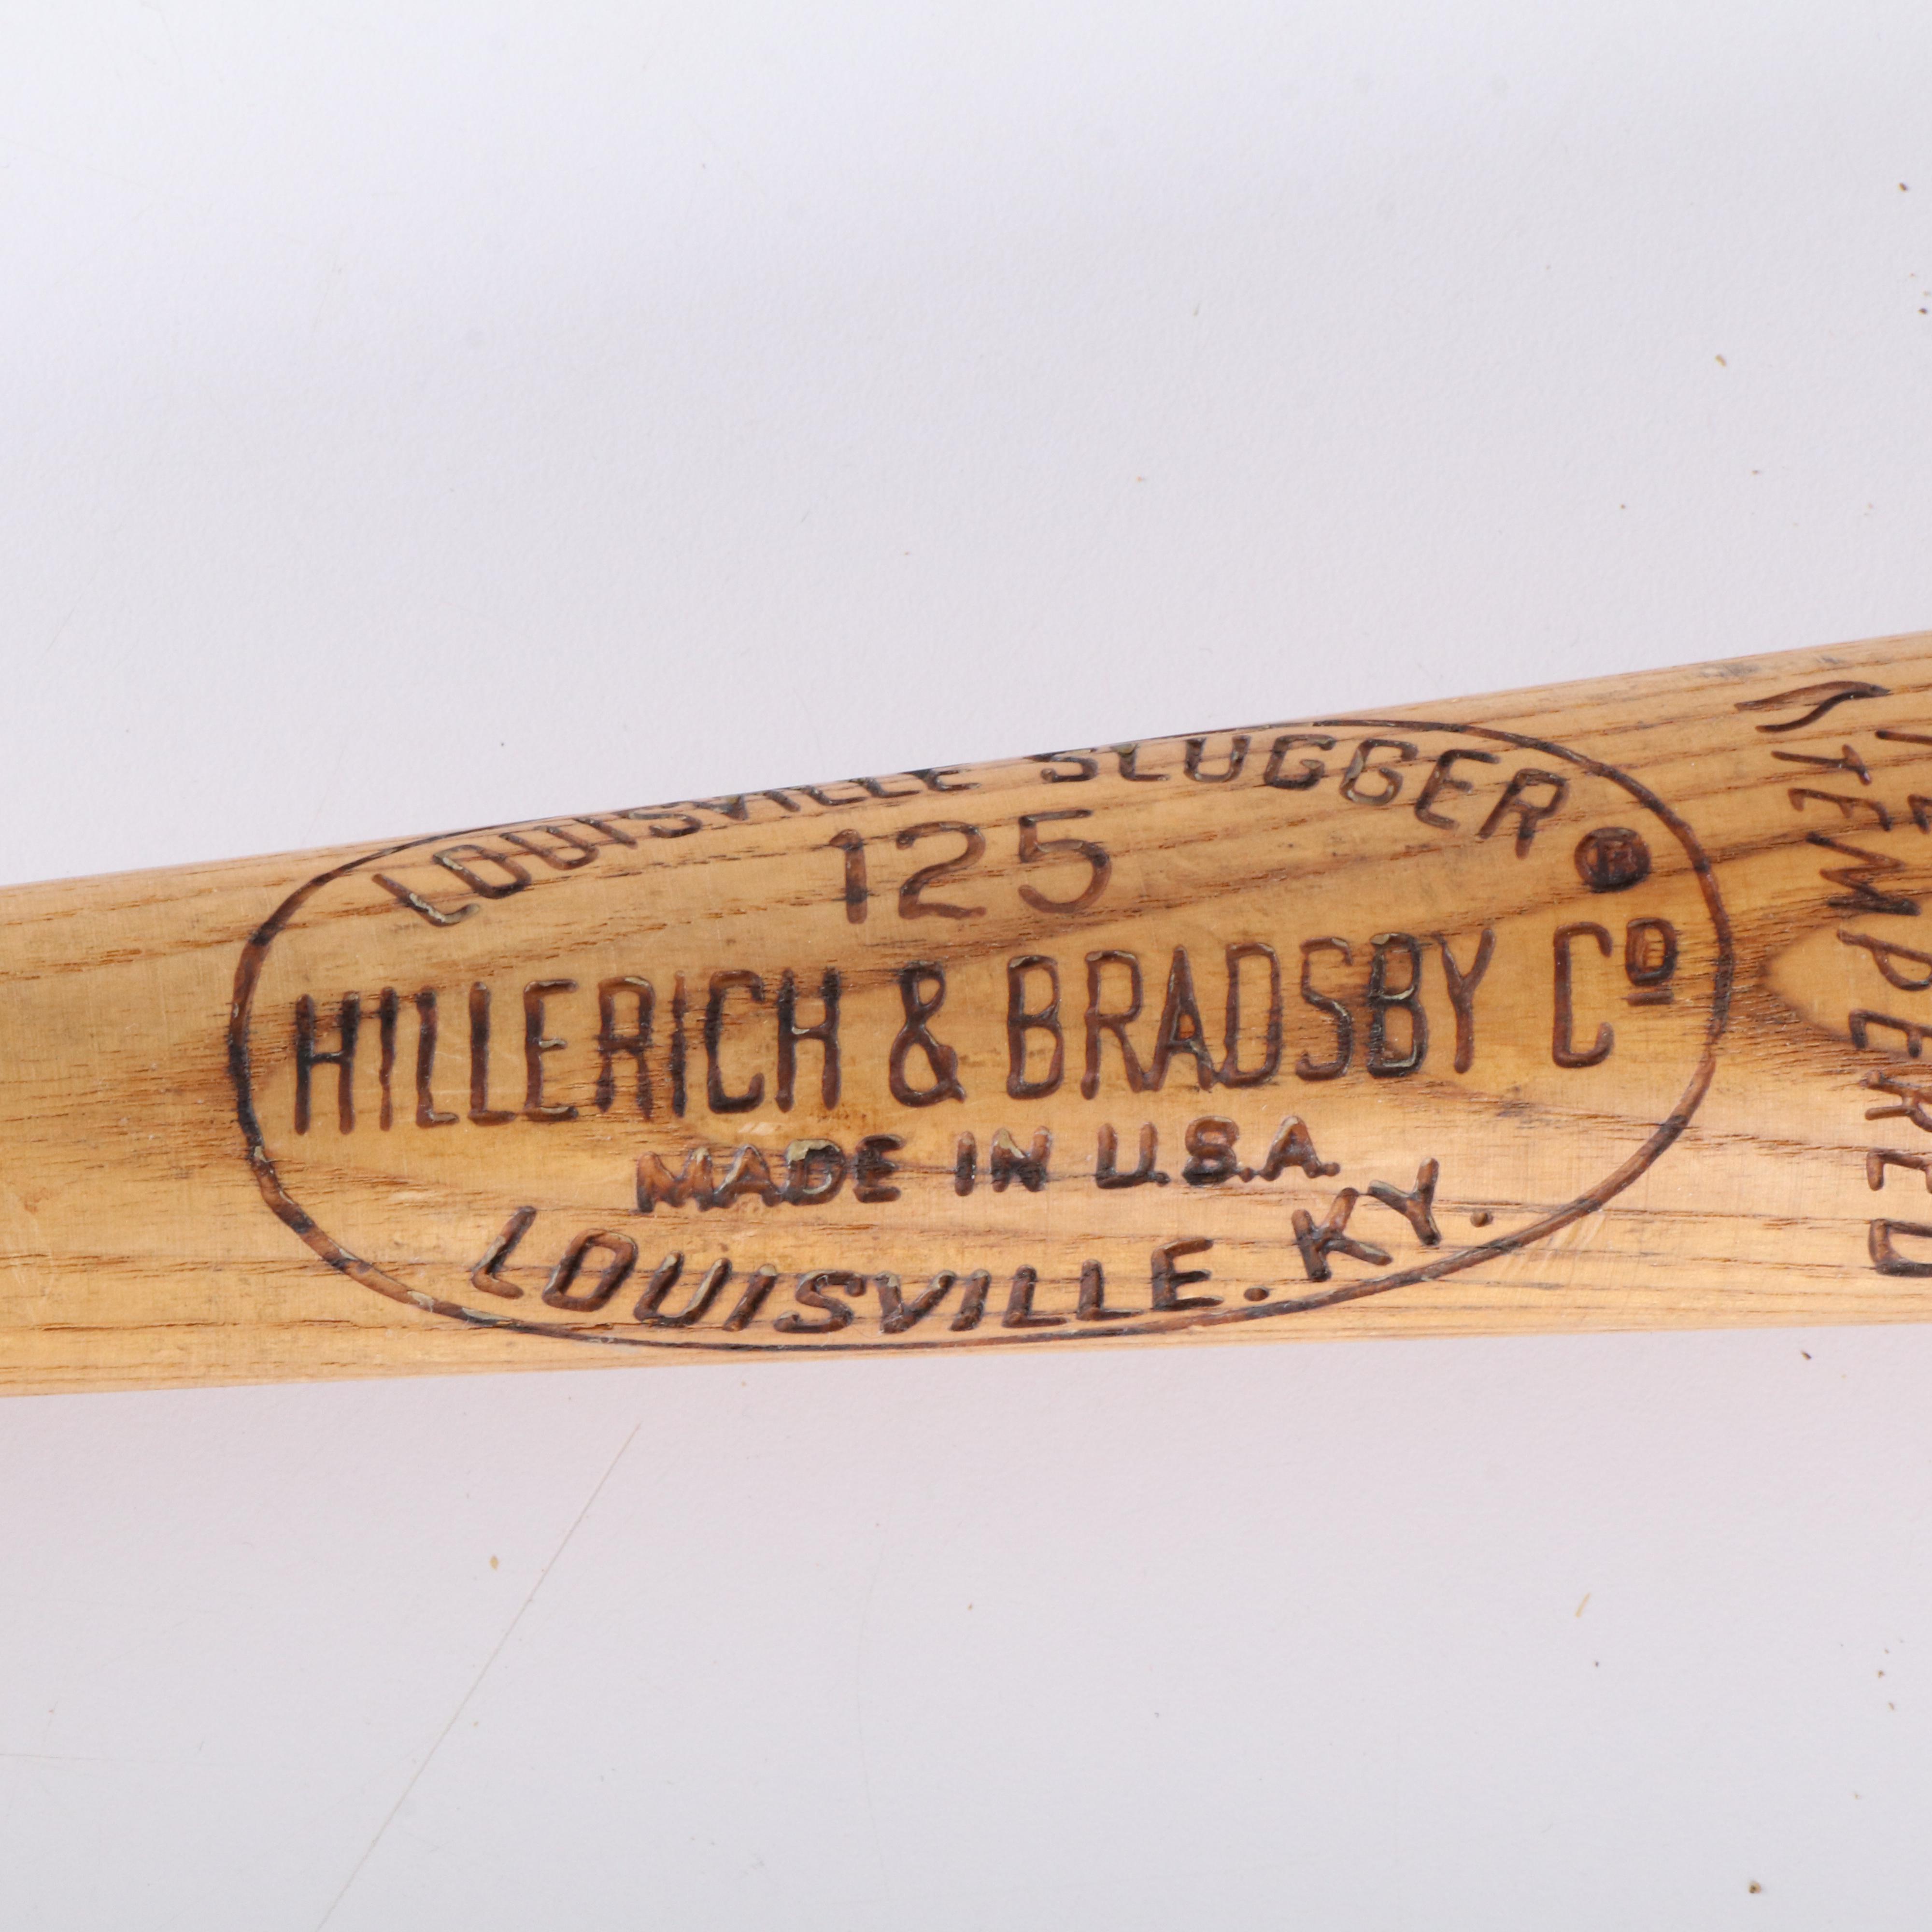 LOUISVILLE SLUGGER ®
125
HILLERICH & BRADSBY CO
MADE IN U.S.A.
LOUISVILLE. KY.
TEMPERED